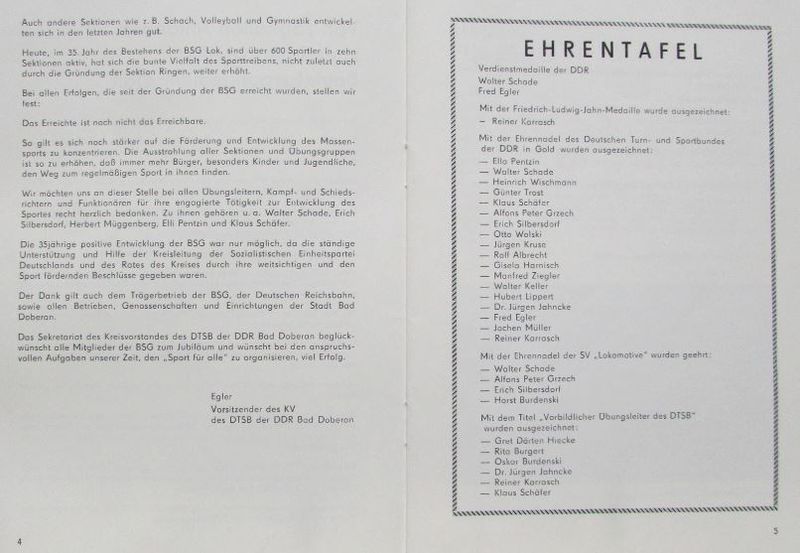 Auch andere Sektionen wie z. B. Schach, Volleyball und Gymnastik entwickel-
ten sich in den letzten Jahren gut.
Heute, im 35. Jahr des Bestehens der BSG Lok, sind über 600 Sportler in zehn
Sektionen aktiv, hat sich die bunte Vielfalt des Sporttreibens, nicht zuletzt auch
durch die Gründung der Sektion Ringen, weiter erhöht.
Bei allen Erfolgen, die seit der Gründung der BSG erreicht wurden, stellen wir
fest:
Das Erreichte ist noch nicht das Erreichbare.
So gilt es sich noch stärker auf die Förderung und Entwicklung des Massen-
sports zu konzentrieren. Die Ausstrahlung aller Sektionen und Übungsgruppen
ist so zu erhöhen, daß immer mehr Bürger, besonders Kinder und Jugendliche,
den Weg zum regelmäßigen Sport in ihnen finden.
Wir möchten uns an dieser Stelle bei allen Übungsleitern, Kampf- und Schieds-
richtern und Funktionären für ihre engagierte Tätigkeit zur Entwicklung des
Sportes recht herzlich bedanken. Zu ihnen gehören u. a. Walter Schade, Erich
Silbersdorf, Herbert Müggenberg, Elli Pentzin und Klaus Schäfer.
Die 35jährige positive Entwicklung der BSG war nur möglich, da die ständige
Unterstützung und Hilfe der Kreisleitung der Sozialistischen Einheitspartei
Deutschlands und des Rates des Kreises durch ihre weitsichtigen und den
Sport fördernden Beschlüsse gegeben waren.
Der Dank gilt auch dem Trägerbetrieb der BSG, der Deutschen Reichsbahn,
sowie allen Betrieben, Genossenschaften und Einrichtungen der Stadt Bad
Doberan.
Das Sekretariat des Kreisvorstandes des DTSB der DDR Bad Doberan beglück-
wünscht alle Mitglieder der BSG zum Jubiläum und wünscht bei den anspruchs-
vollen Aufgaben unserer Zeit, den „Sport für alle" zu organisieren, viel Erfolg.
Egler
Vorsitzender des KV
des DTSB der DDR Bad Doberan
4
EHRENTAFEL
Verdienstmedaille der DDR
Walter Schade
Fred Egler
Mit der Friedrich-Ludwig-Jahn-Medaille wurde ausgezeichnet:
— Reiner Karrasch
Mit der Ehrennadel des Deutschen Turn- und Sportbundes
der DDR in Gold wurden ausgezeichnet:
— Ella Pentzin
— Walter Schade
— Heinrich Wischmann
— Günter Trost
— Klaus Schäfer
— Alfons Peter Grzech
— Erich Silbersdorf
— Otto Wolski
— Jürgen Kruse
— Ralf Albrecht
— Gisela Harnisch
— Manfred Ziegler
— Walter Keller
— Hubert Lippert
— Dr. Jürgen Jahncke
— Fred Egler
— Jochen Müller
— Reiner Karrasch
Mit der Ehrennadel der SV „Lokomotive" wurden geehrt:
— Walter Schade
— Alfons Peter Grzech
— Erich Silbersdorf
— Horst Burdenski
Mit dem Titel „Vorbildlicher Übungsleiter des DTSB"
wurden ausgezeichnet:
— Gret Dörten Hiecke
— Rita Burgert
— Oskar Burdenski
— Dr. Jürgen Jahncke
— Reiner Karrasch
— Klaus Schäfer
5